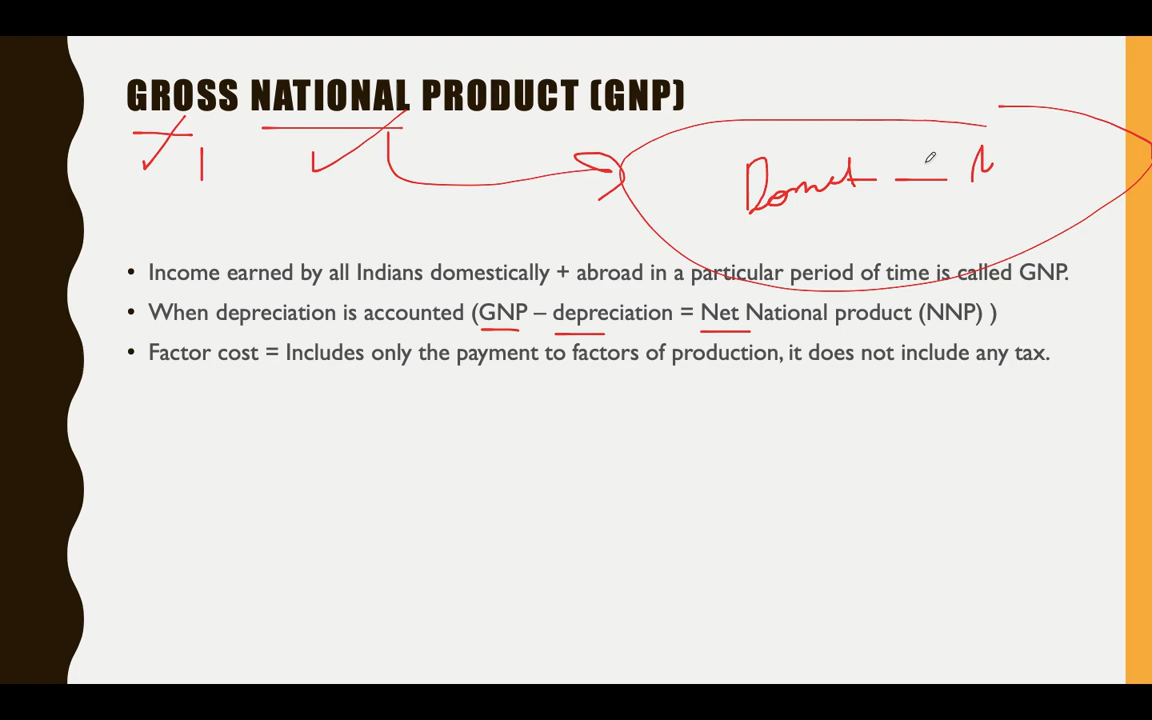 GROSS NATIONAL PRODUCT (GNP)
• Income earned by all Indians domestically + abroad in a particular period of time is called GNP.
• When depreciation is accounted (GNP – depreciation = Net National product (NNP) )
• Factor cost = Includes only the payment to factors of production, it does not include any tax.